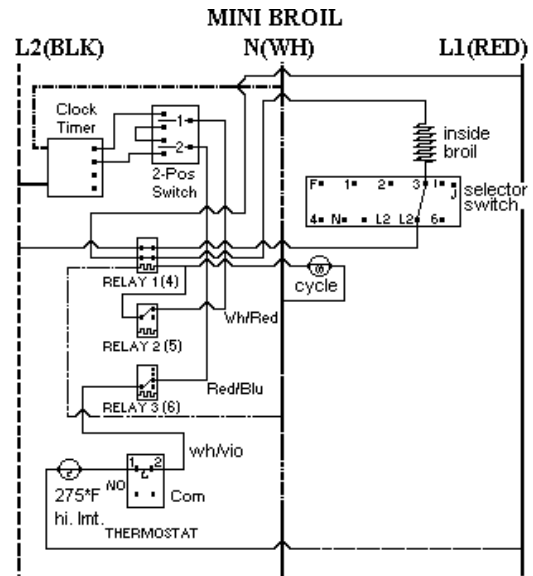 MINI BROIL
L2(BLK) N(WH) L1(RED)
Clock
Timer
1
2
2-Pos
Switch
inside
broil
F 1 2 3 I J
4 N L2 L2 6
selector
switch
RELAY 1 (4)
cycle
Wh/Red
RELAY 2 (5)
Red/Blu
RELAY 3 (6)
wh/vio
1 2
NO
Com
275*F
hi. lmt.
THERMOSTAT